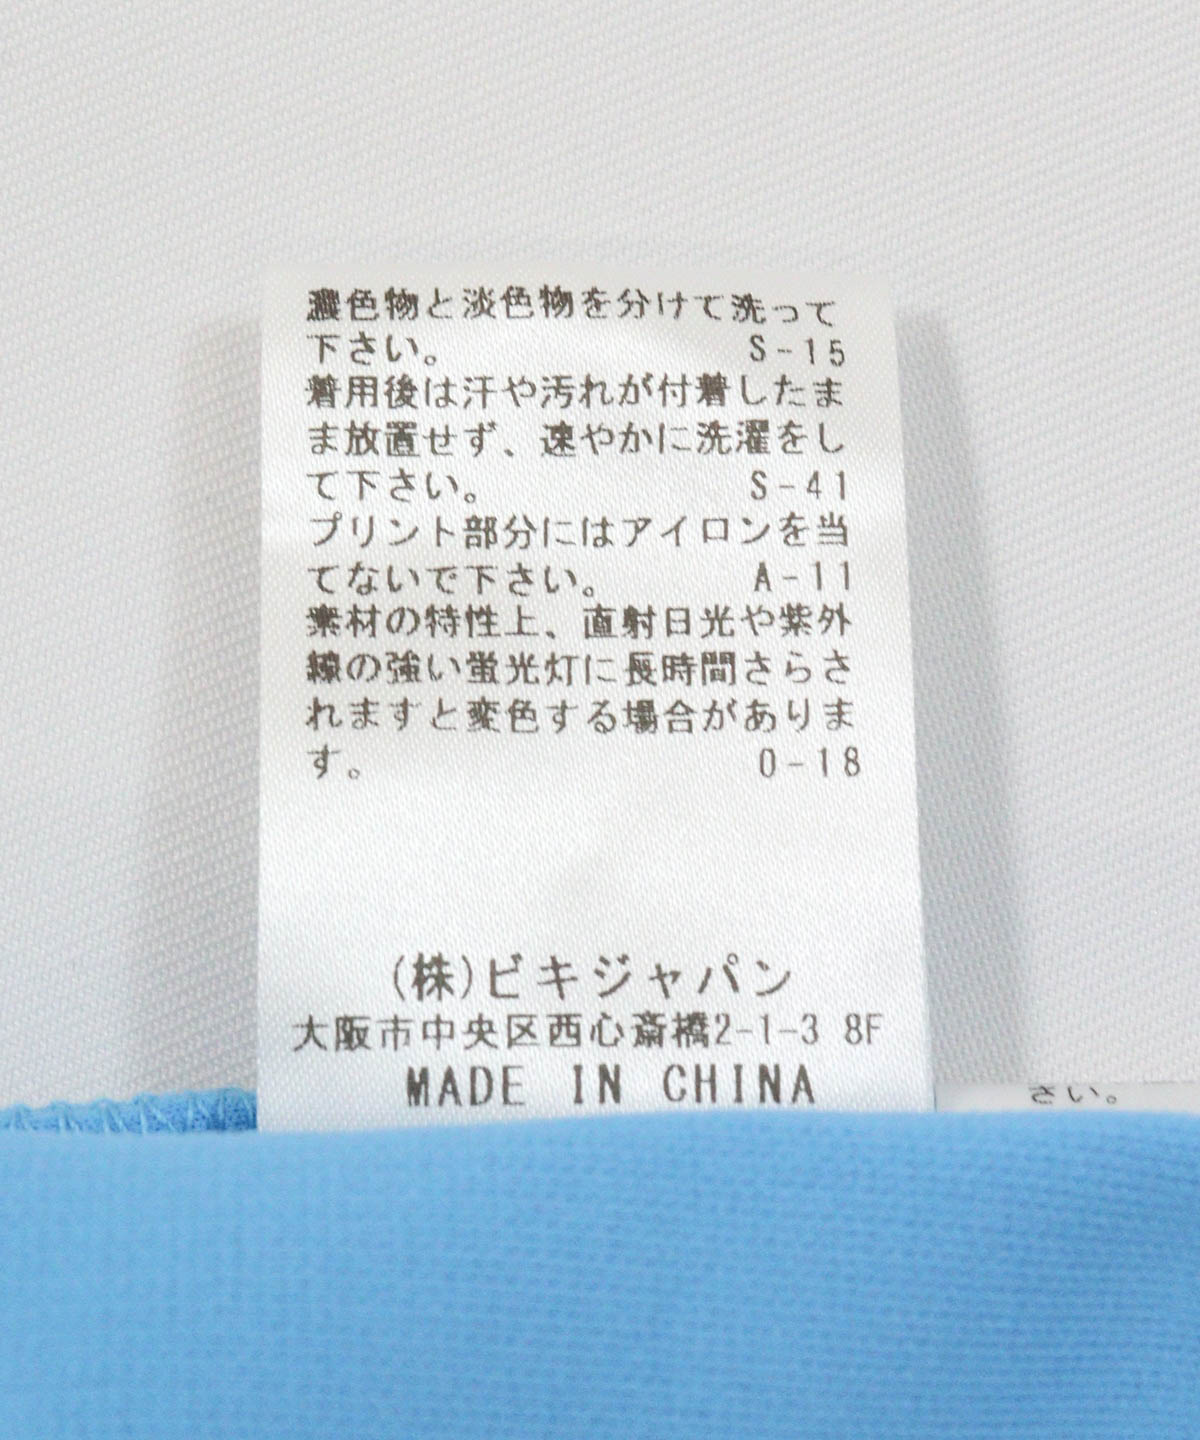 濃色物と淡色物を分けて洗って
下さい。 S-15
着用後は汗や汚れが付着したま
ま放置せず、速やかに洗濯をし
て下さい。 S-41
プリント部分にはアイロンを当
てないで下さい。 A-11
素材の特性上、直射日光や紫外
線の強い蛍光灯に長時間さらさ
れますと変色する場合がありま
す。 O-18
(株)ビキジャパン
大阪市中央区西心斎橋2-1-3 8F
MADE IN CHINA
さい。